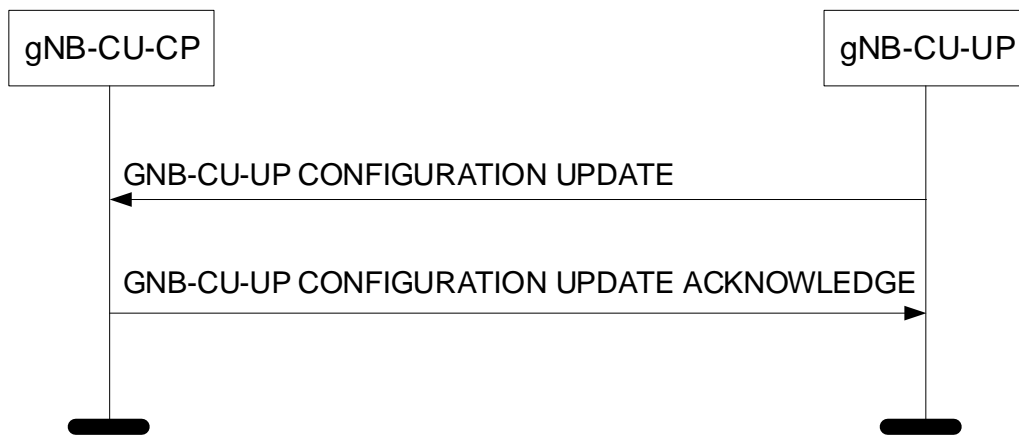 gNB-CU-CP
gNB-CU-UP
GNB-CU-UP CONFIGURATION UPDATE
GNB-CU-UP CONFIGURATION UPDATE ACKNOWLEDGE